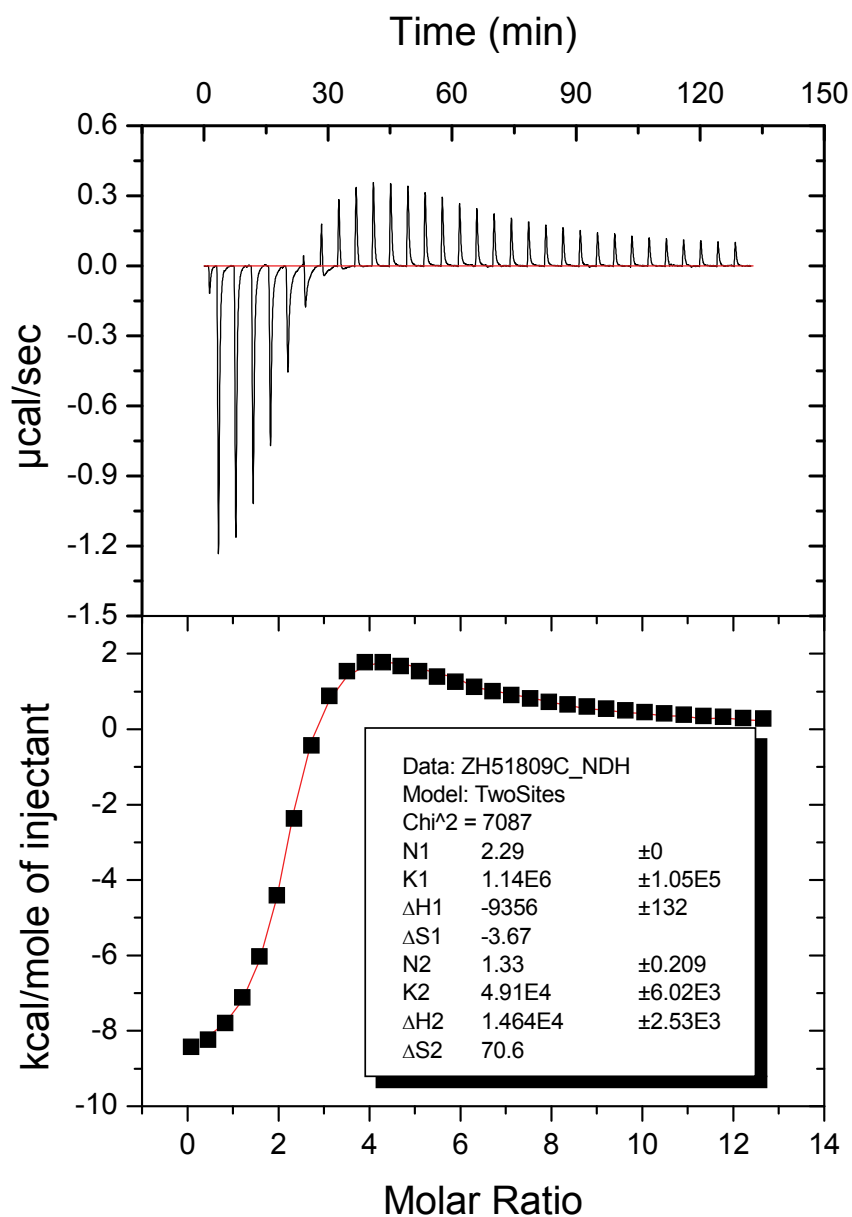 Time (min)
0 30 60 90 120 150
0.6
0.3
0.0
-0.3
-0.6
-0.9
-1.2
-1.5
µcal/sec
2
0
-2
-4
-6
-8
-10
kcal/mole of injectant
Data: ZH51809C_NDH
Model: TwoSites
Chi^2 = 7087
N1 2.29 ±0
K1 1.14E6 ±1.05E5
ΔH1 -9356 ±132
ΔS1 -3.67
N2 1.33 ±0.209
K2 4.91E4 ±6.02E3
ΔH2 1.464E4 ±2.53E3
ΔS2 70.6
0 2 4 6 8 10 12 14
Molar Ratio